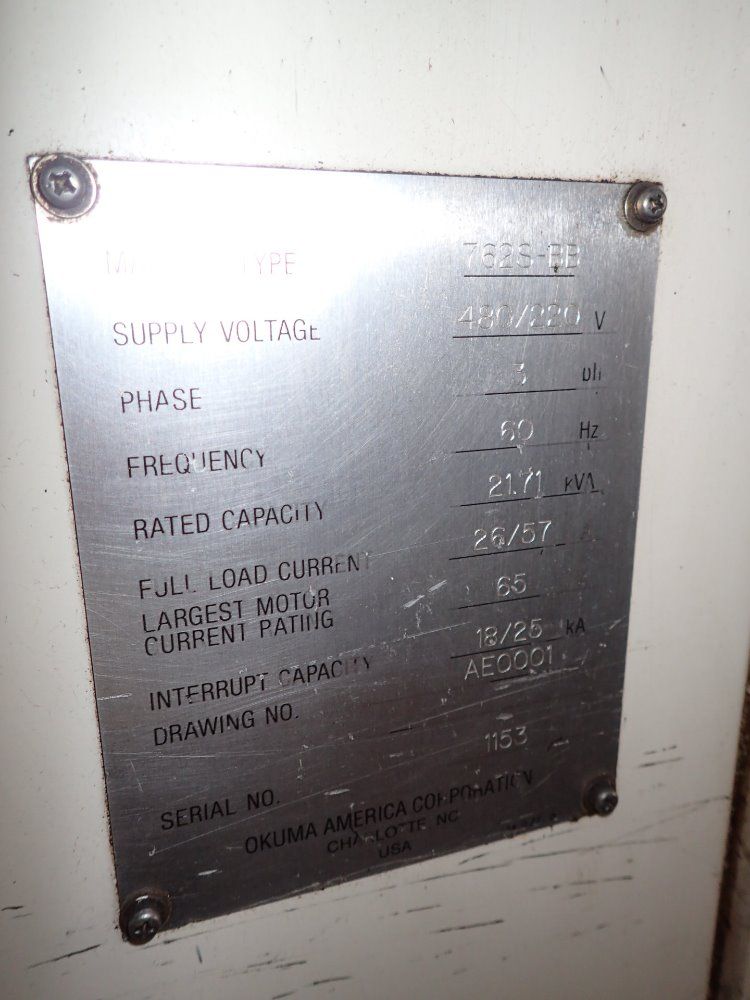 MACHINE TYPE 762S-BB
SUPPLY VOLTAGE 480/220 V
PHASE 3 ph
FREQUENCY 60 Hz
RATED CAPACITY 21.71 kVA
FULL LOAD CURRENT 26/57 A
LARGEST MOTOR
CURRENT RATING 65
INTERRUPT CAPACITY 18/25 kA
DRAWING NO. AE0001
SERIAL NO. 1153
OKUMA AMERICA CORPORATION
CHARLOTTE NC
USA